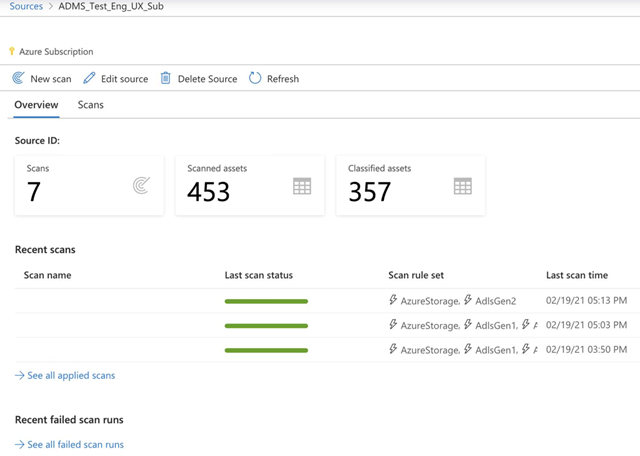 Sources > ADMS_Test_Eng_UX_Sub
Azure Subscription
New scan Edit source Delete Source Refresh
Overview Scans
Source ID:
Scans Scanned assets Classified assets
7 453 357
Recent scans
Scan name Last scan status Scan rule set Last scan time
AzureStorage, AdlsGen2 02/19/21 05:13 PM
AzureStorage, AdlsGen1, 02/19/21 05:03 PM
AzureStorage, AdlsGen1, 02/19/21 03:50 PM
See all applied scans
Recent failed scan runs
See all failed scan runs